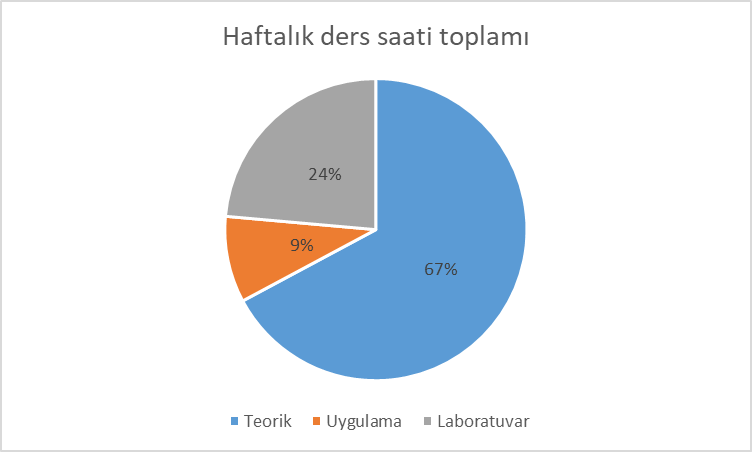 Haftalık ders saati toplamı
24%
9%
67%
Teorik Uygulama Laboratuvar